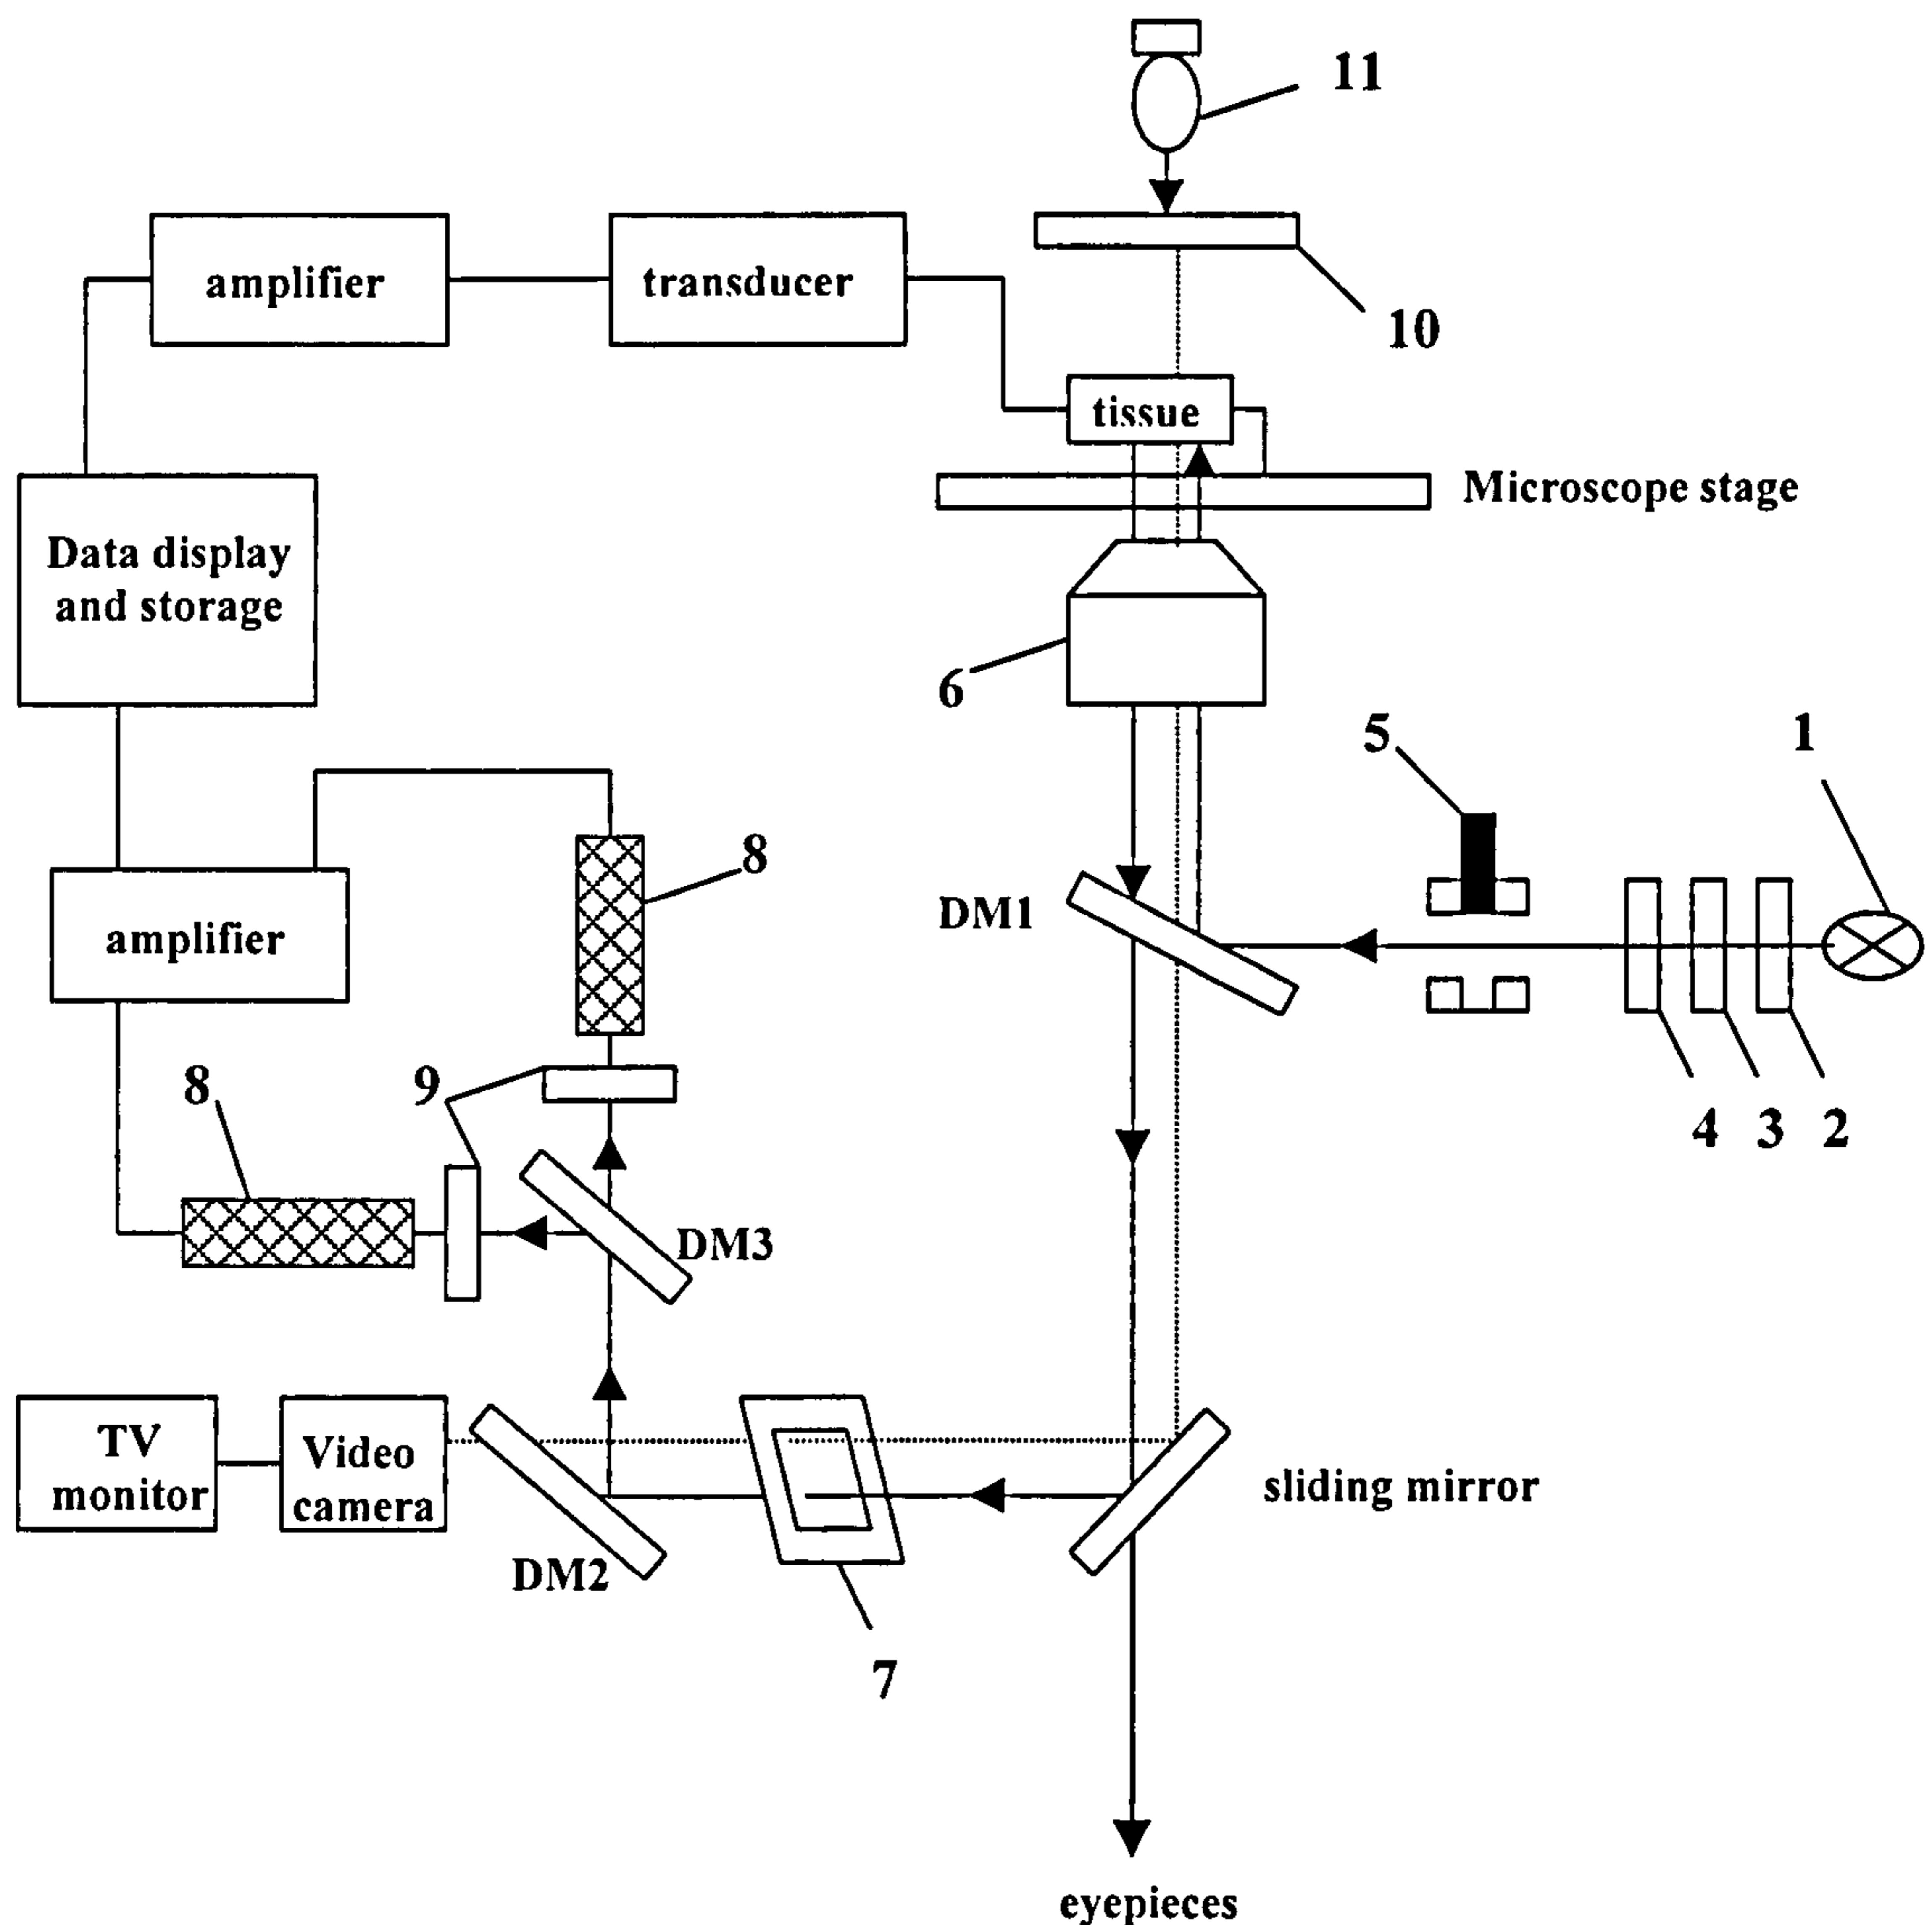 11
amplifier
transducer
10
tissue
Microscope stage
Data display
and storage
6
5
1
8
DM1
amplifier
9
8
4
3
2
DM3
TV
monitor
Video
camera
sliding mirror
DM2
7
eyepieces